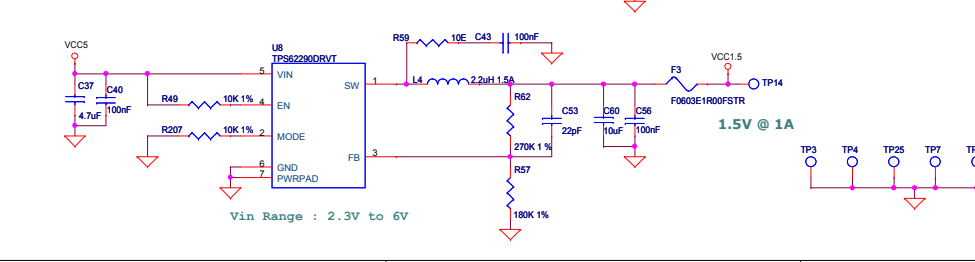 R59 10E C43 100nF
VCC5
U8
TPS62290DRVT
VCC1.5
C37
4.7uF
C40
100nF
5 VIN
SW 1
L4 2.2uH 1.5A
F3
F0603E1R00FSTR
TP14
R49 10K 1%
4 EN
R62
270K 1 %
C53
22pF
C60
10uF
C56
100nF
1.5V @ 1A
R207 10K 1%
2 MODE
FB 3
6 GND
7 PWRPAD
R57
180K 1%
TP3 TP4 TP25 TP7
Vin Range : 2.3V to 6V